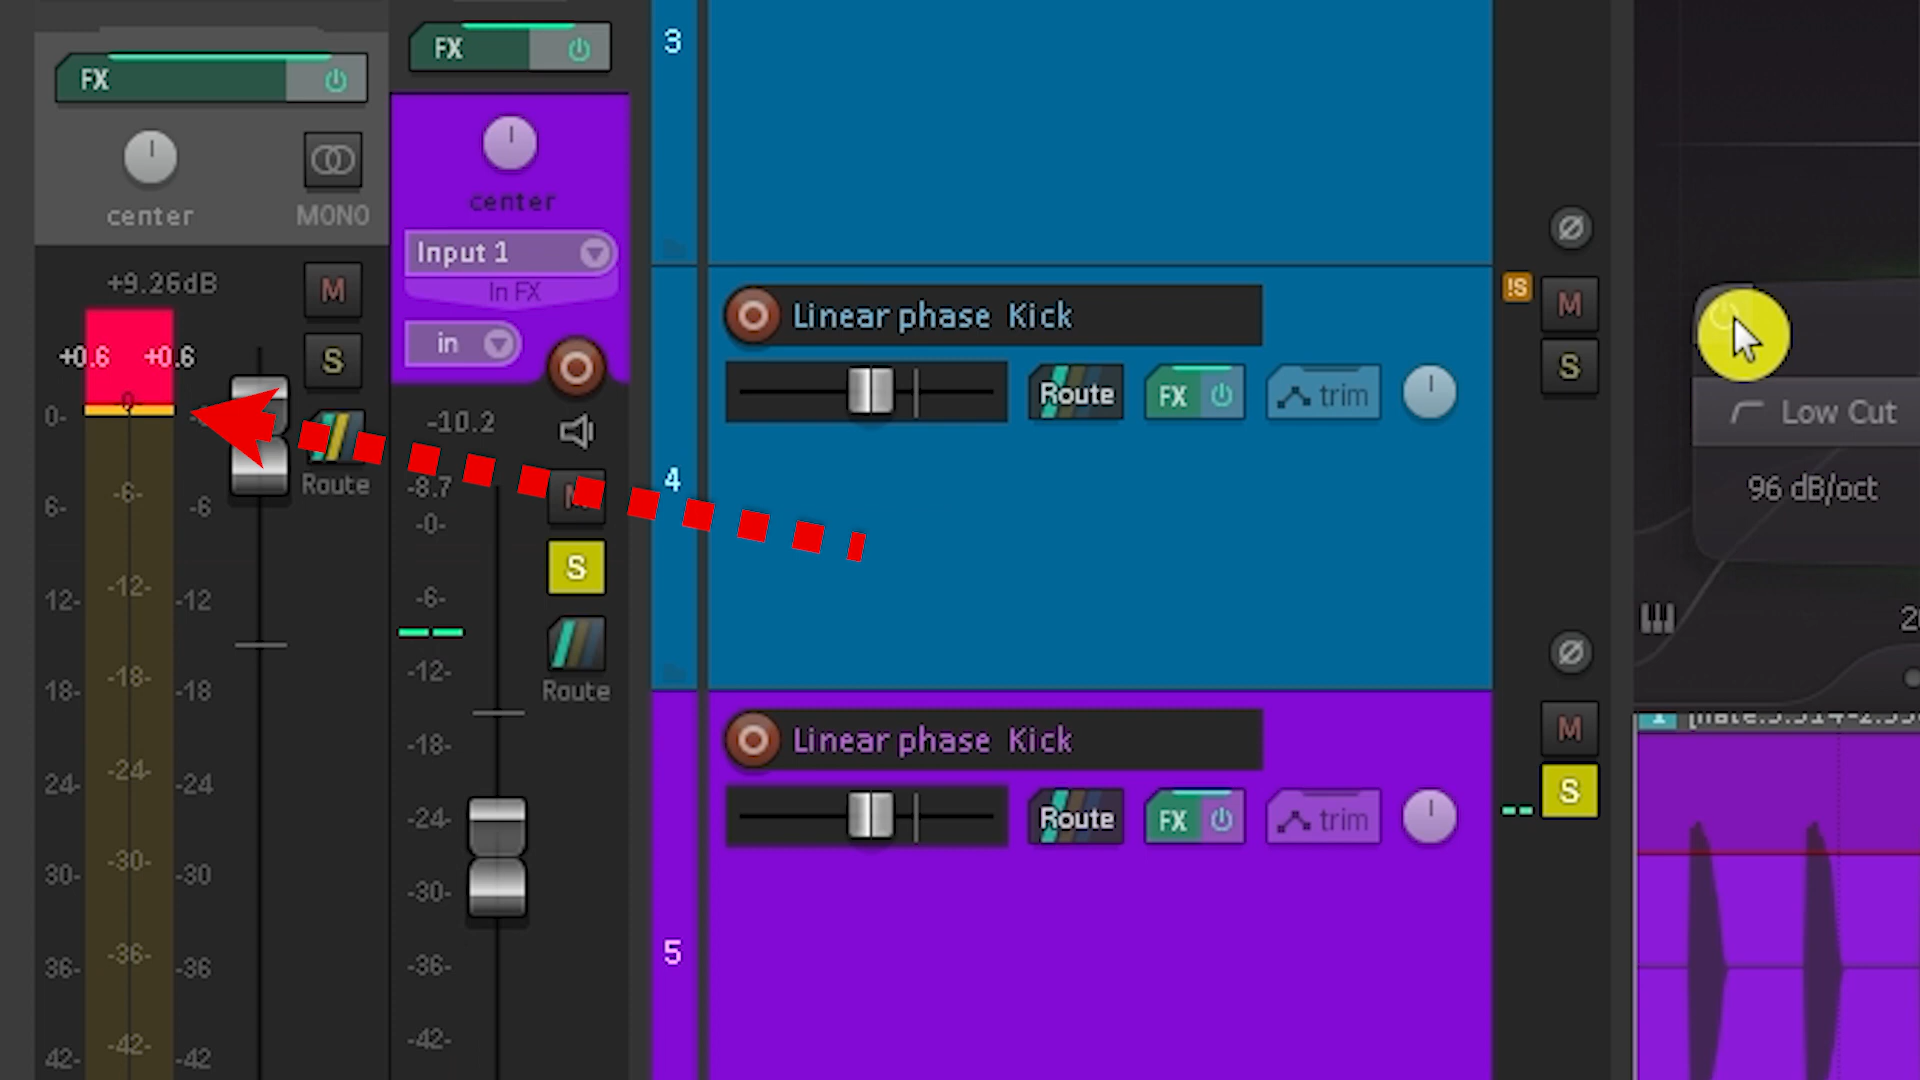 FX
center
MONO
+9.26dB
M
+0.6 +0.6
S
0- -0-
Route
6- -6- -6
12- -12- -12
18- -18- -18
24- -24- -24
30- -30- -30
36- -36- -36
42- -42- -42
FX
center
Input 1
In FX
in
-10.2
-8.7
-0-
M
-6-
S
-12-
Route
-18-
-24-
-30-
-36-
-42-
3
4
Linear phase Kick
Route FX trim
!S
M
S
5
Linear phase Kick
Route FX trim
M
S
Low Cut
96 dB/oct